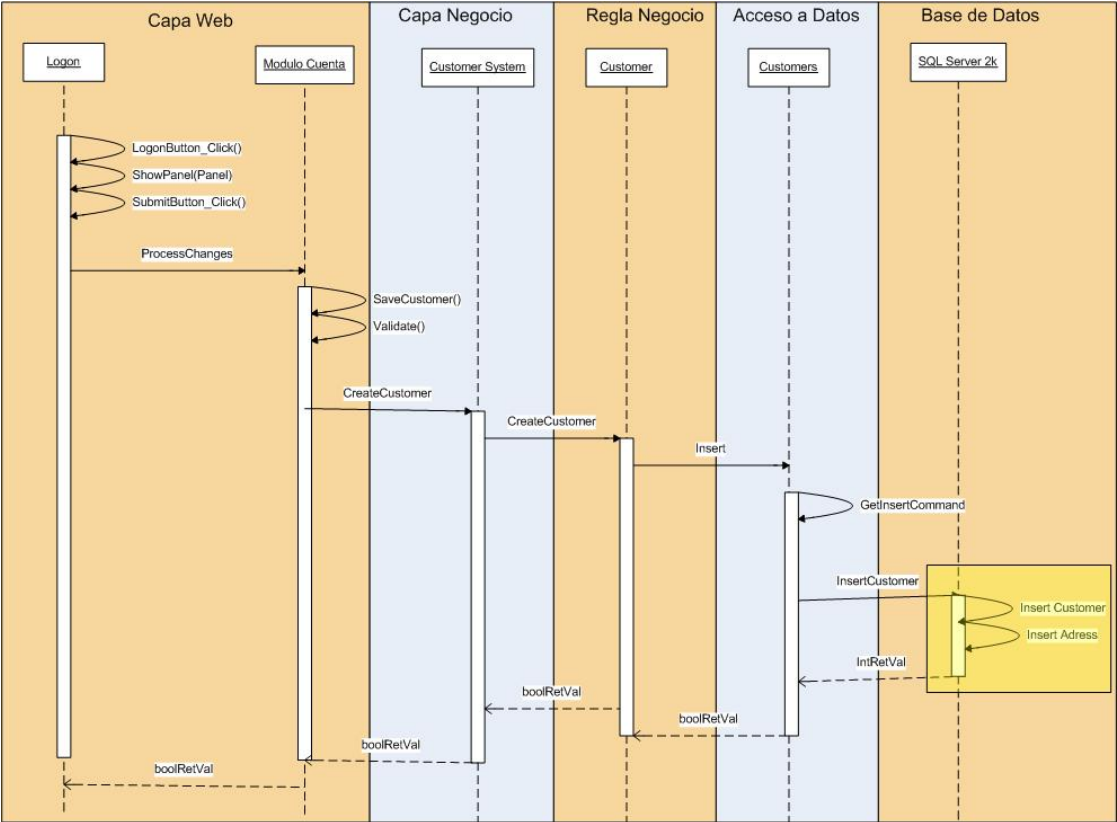 Capa Web
Capa Negocio
Regla Negocio
Acceso a Datos
Base de Datos
Logon
Modulo Cuenta
Customer System
Customer
Customers
SQL Server 2k
LogonButton_Click()
ShowPanel(Panel)
SubmitButton_Click()
ProcessChanges
SaveCustomer()
Validate()
CreateCustomer
CreateCustomer
Insert
GetInsertCommand
InsertCustomer
Insert Customer
Insert Adress
IntRetVal
boolRetVal
boolRetVal
boolRetVal
boolRetVal